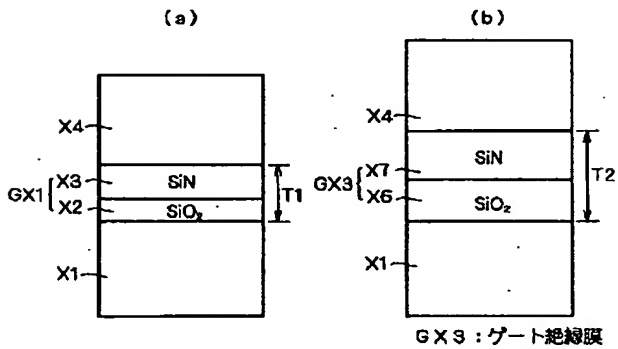 (a)
X4
X3
SiN
GX1
X2
SiO₂
T1
X1
(b)
X4
X7
SiN
GX3
X6
SiO₂
T2
X1
GX3:ゲート絶縁膜